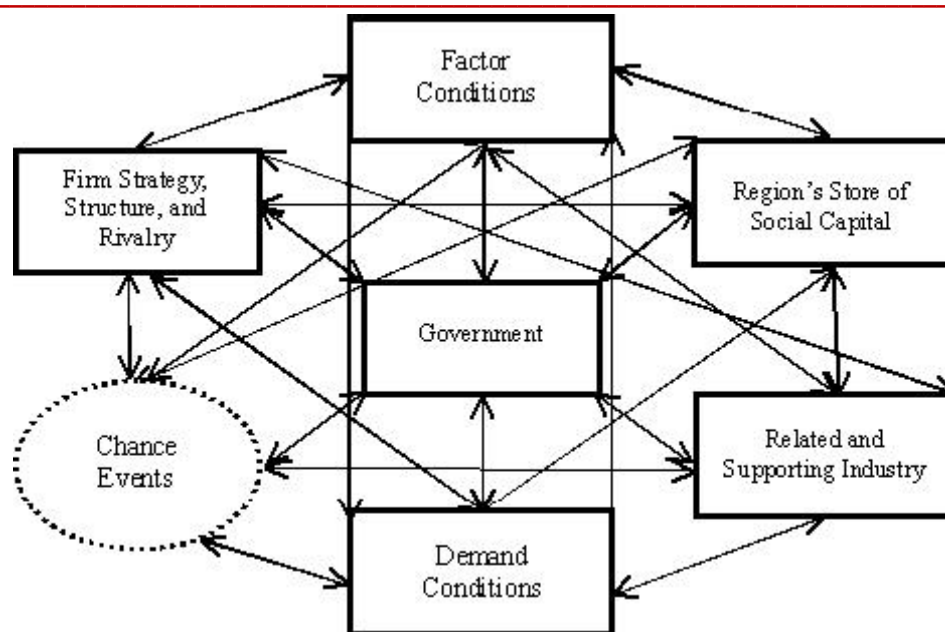 Factor
Conditions
Firm Strategy,
Structure, and
Rivalry
Region's Store of
Social Capital
Government
Chance
Events
Related and
Supporting Industry
Demand
Conditions